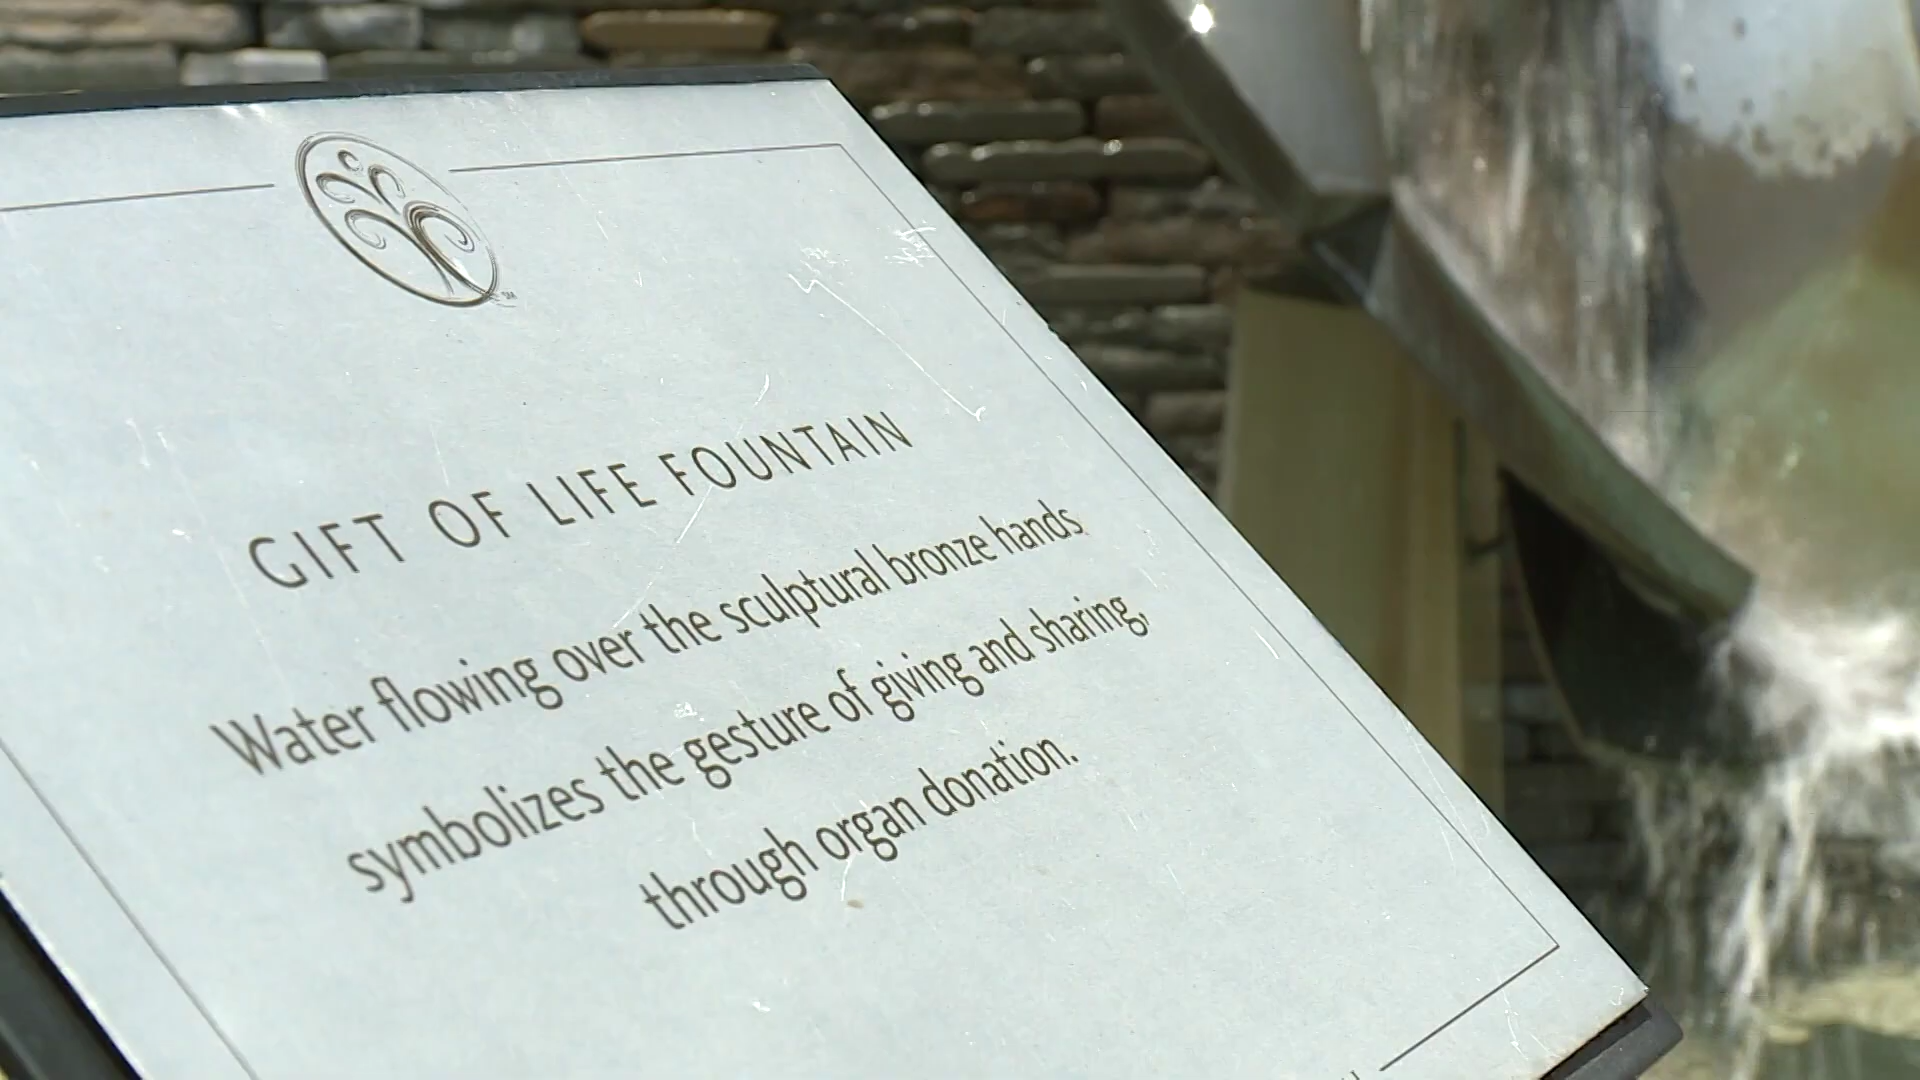 GIFT OF LIFE FOUNTAIN
Water flowing over the sculptural bronze hands
symbolizes the gesture of giving and sharing,
through organ donation.